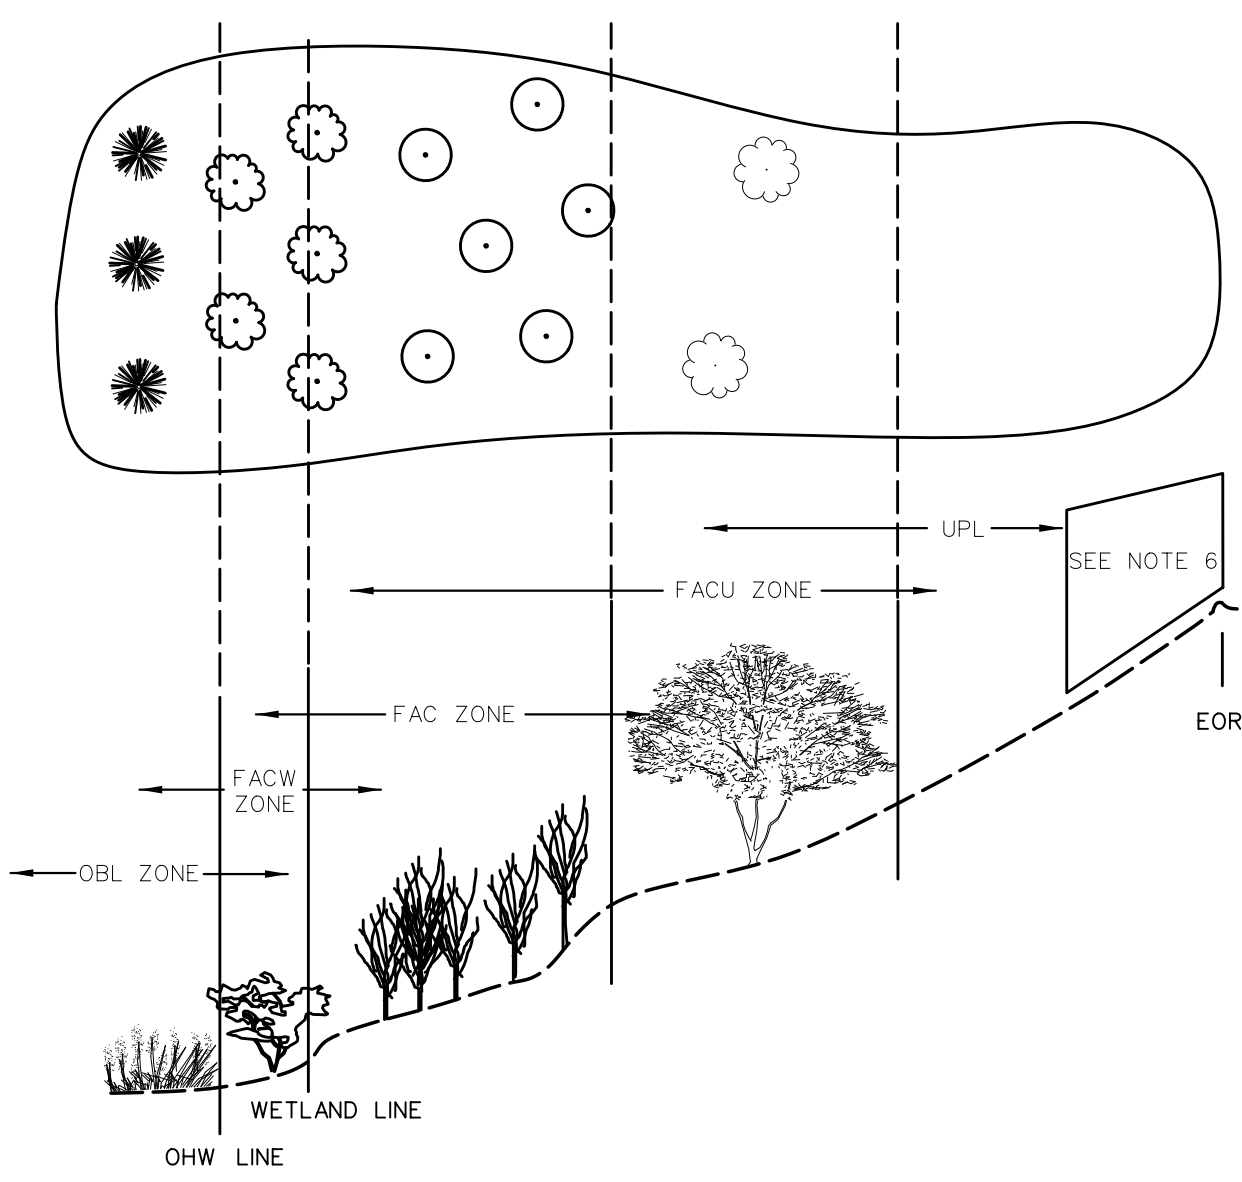 UPL
SEE NOTE 6
FACU ZONE
FAC ZONE
EOR
FACW
ZONE
OBL ZONE
WETLAND LINE
OHW LINE